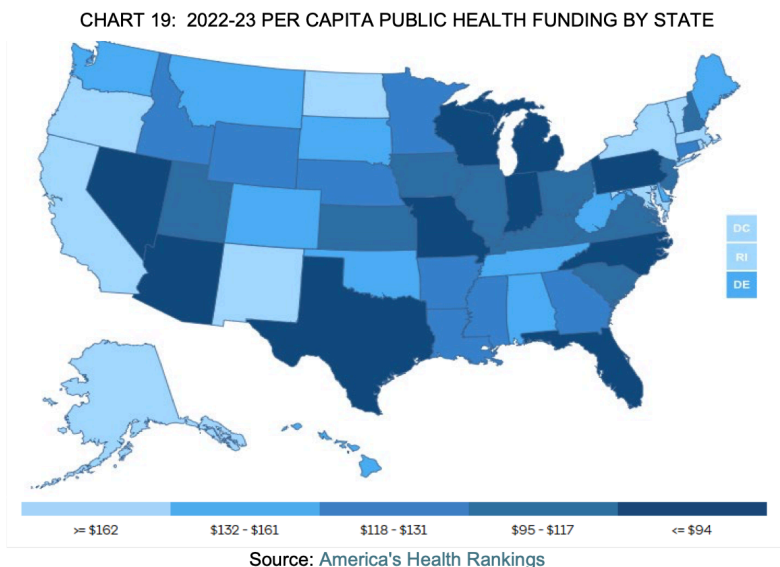 CHART 19: 2022-23 PER CAPITA PUBLIC HEALTH FUNDING BY STATE
DC
RI
DE
>= $162 $132 - $161 $118 - $131 $95 - $117 <= $94
Source: America's Health Rankings